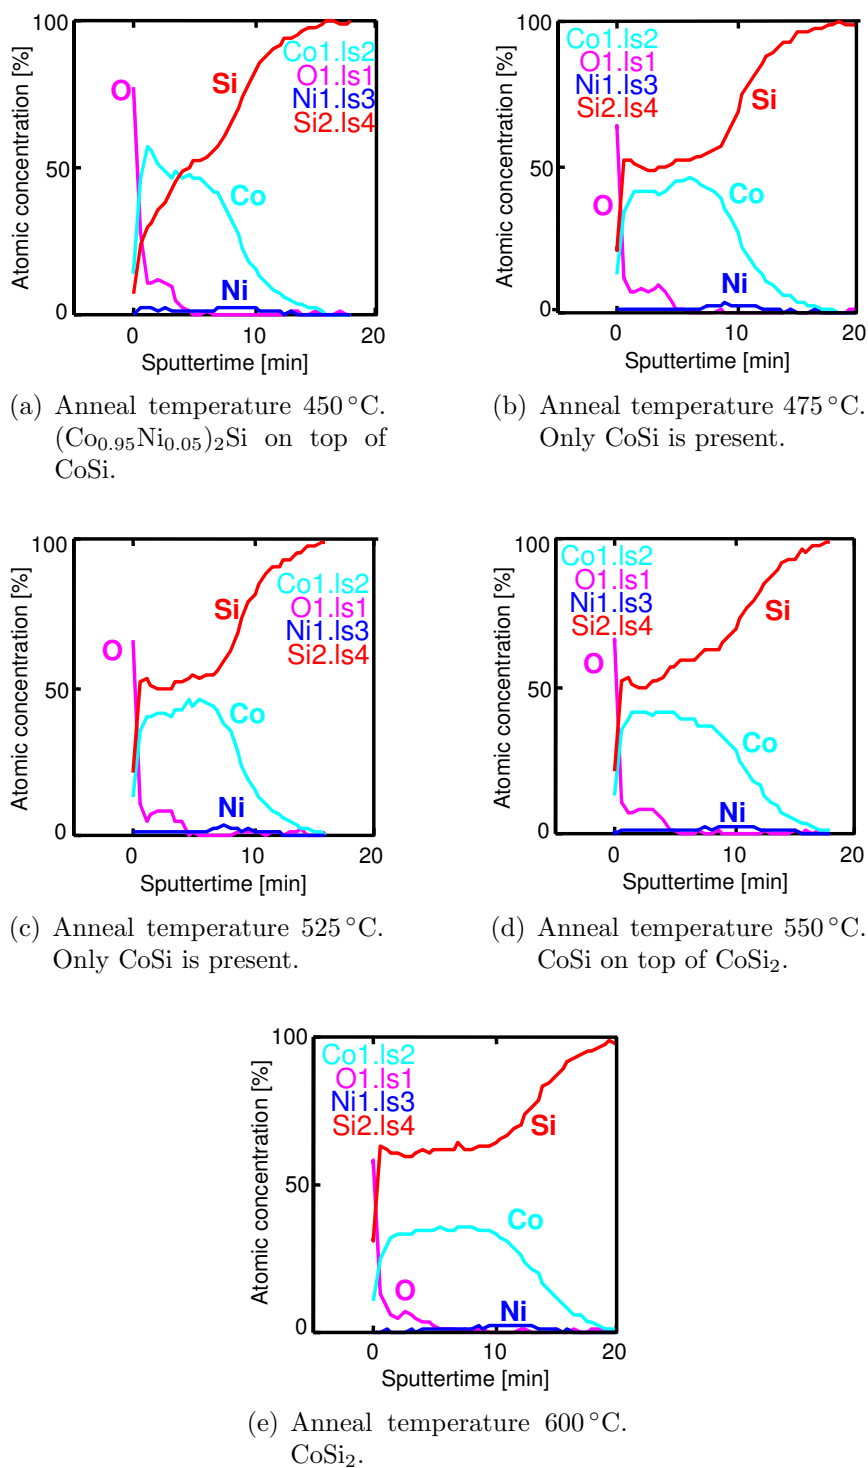 100
50
0
Atomic concentration [%]
O
Si
Co1.ls2
O1.ls1
Ni1.ls3
Si2.ls4
Co
Ni
0 10 20
Sputtertime [min]
(a) Anneal temperature 450 °C.
(Co0.95Ni0.05)2Si on top of
CoSi.
100
50
0
Atomic concentration [%]
Co1.ls2
O1.ls1
Ni1.ls3
Si2.ls4
Si
O
Co
Ni
0 10 20
Sputtertime [min]
(b) Anneal temperature 475 °C.
Only CoSi is present.
100
50
0
Atomic concentration [%]
O
Si
Co1.ls2
O1.ls1
Ni1.ls3
Si2.ls4
Co
Ni
0 10 20
Sputtertime [min]
(c) Anneal temperature 525 °C.
Only CoSi is present.
100
50
0
Atomic concentration [%]
Co1.ls2
O1.ls1
Ni1.ls3
Si2.ls4
Si
O
Co
Ni
0 10 20
Sputtertime [min]
(d) Anneal temperature 550 °C.
CoSi on top of CoSi2.
100
50
0
Atomic concentration [%]
Co1.ls2
O1.ls1
Ni1.ls3
Si2.ls4
Si
Co
O
Ni
0 10 20
Sputtertime [min]
(e) Anneal temperature 600 °C.
CoSi2.